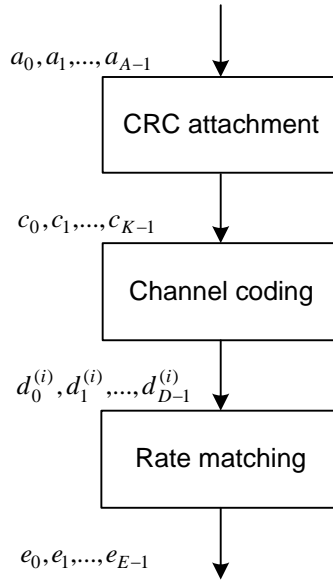 a_0, a_1,..., a_{A−1}
CRC attachment
c_0, c_1,..., c_{K−1}
Channel coding
d_0^{(i)}, d_1^{(i)},..., d_{D−1}^{(i)}
Rate matching
e_0, e_1,..., e_{E−1}